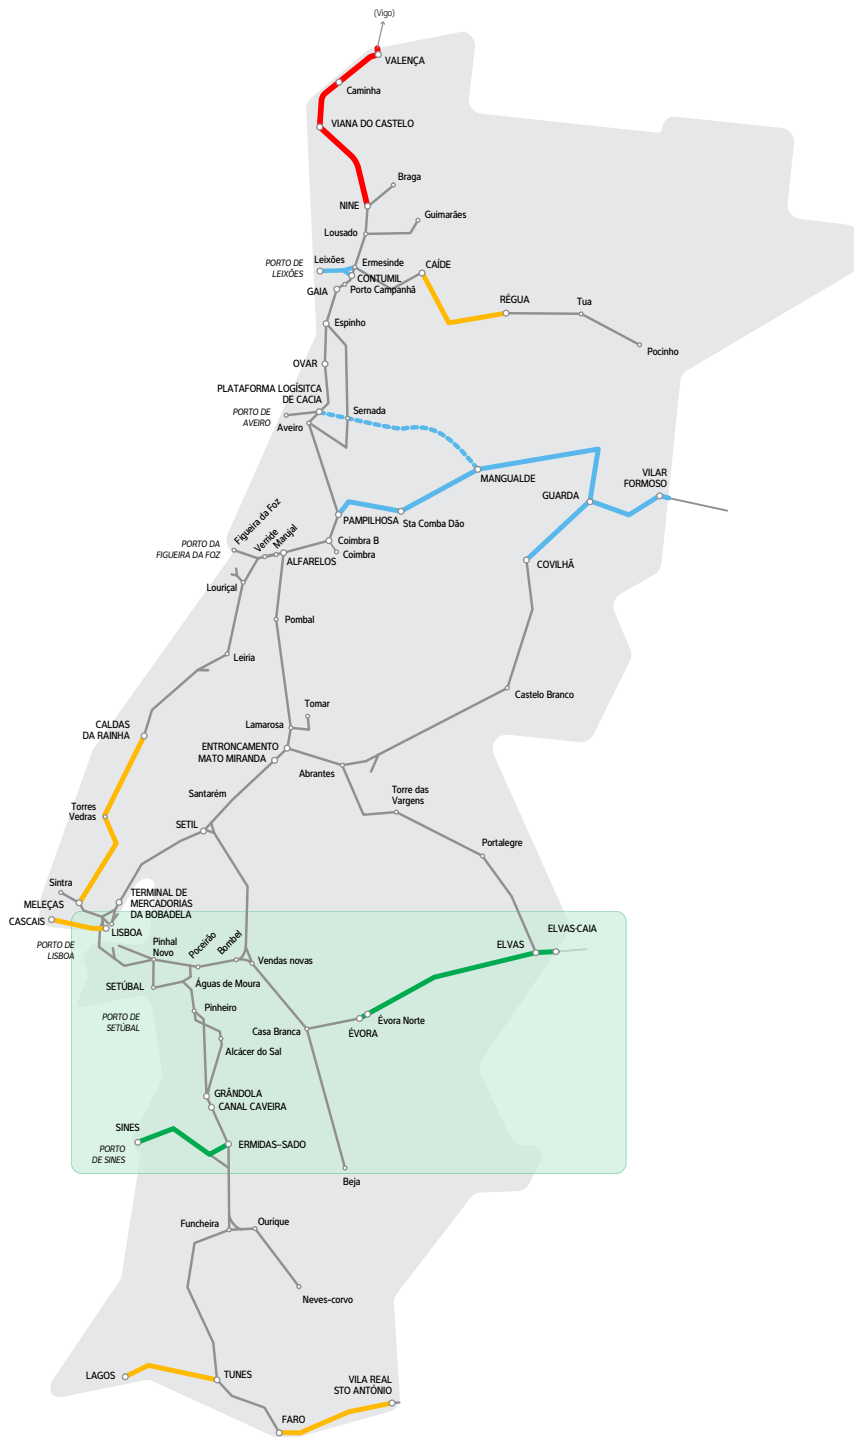 (Vigo)
VALENÇA
Caminha
VIANA DO CASTELO
Braga
NINE
Guimarães
Lousado
PORTO DE
LEIXÕES
Leixões
Ermesinde
CAÍDE
CONTUMIL
GAIA
Porto Campanhã
RÉGUA
Tua
Espinho
Pocinho
OVAR
PLATAFORMA LOGÍSITCA
DE CACIA
PORTO DE
AVEIRO
Sernada
Aveiro
MANGUALDE
VILAR
FORMOSO
GUARDA
PAMPILHOSA
Sta Comba Dão
Figueira da Foz
Verride
Marujal
PORTO DA
FIGUEIRA DA FOZ
Coimbra B
Coimbra
ALFARELOS
COVILHÃ
Louriçal
Pombal
Leiria
Castelo Branco
Tomar
CALDAS
DA RAINHA
Lamarosa
ENTRONCAMENTO
MATO MIRANDA
Abrantes
Santarém
Torre das
Vargens
Torres
Vedras
SETIL
Portalegre
Sintra
MELEÇAS
TERMINAL DE
MERCADORIAS
DA BOBADELA
CASCAIS
LISBOA
ELVAS-CAIA
PORTO DE
LISBOA
Pinhal
Novo
Poceirão
Bombel
ELVAS
Vendas novas
SETÚBAL
Águas de Moura
Pinheiro
PORTO DE
SETÚBAL
Casa Branca
Évora Norte
ÉVORA
Alcácer do Sal
GRÂNDOLA
CANAL CAVEIRA
SINES
PORTO
DE SINES
ERMIDAS-SADO
Beja
Funcheira
Ourique
Neves-corvo
LAGOS
TUNES
VILA REAL
STO ANTÓNIO
FARO